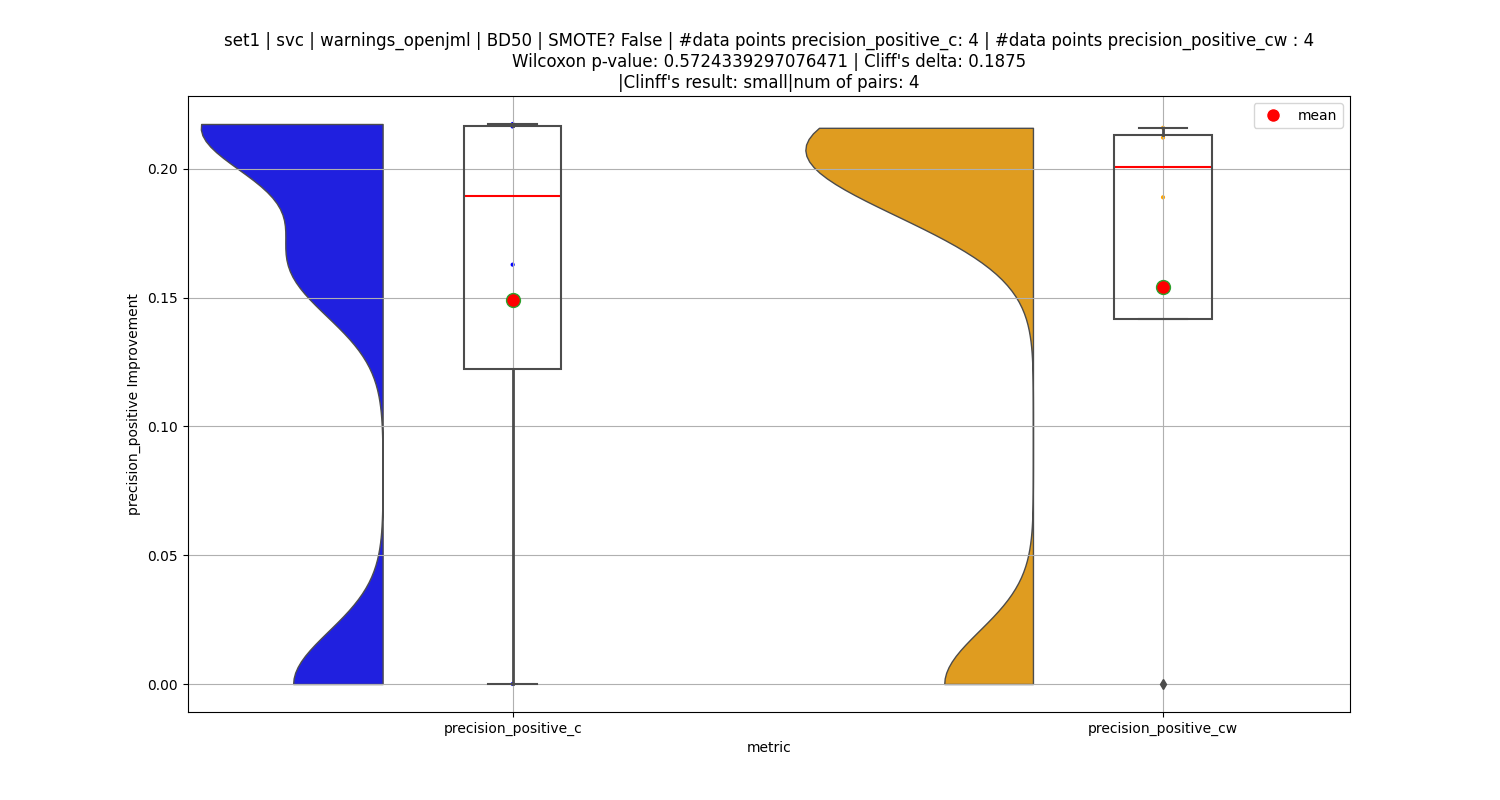 set1 | svc | warnings_openjml | BD50 | SMOTE? False | #data points precision_positive_c: 4 | #data points precision_positive_cw : 4
Wilcoxon p-value: 0.5724339297076471 | Cliff's delta: 0.1875
|Clinff's result: small|num of pairs: 4
mean
0.20
0.15
0.10
0.05
0.00
precision_positive Improvement
precision_positive_c
precision_positive_cw
metric